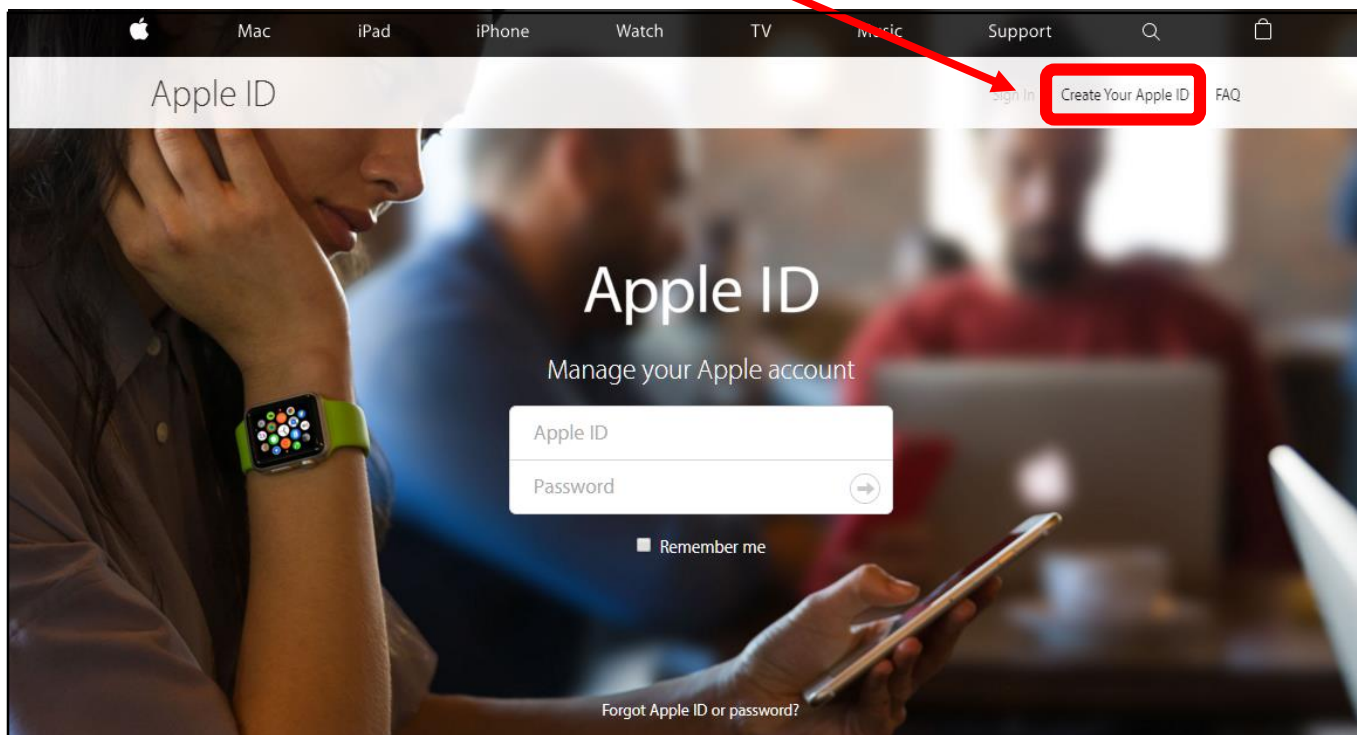 Mac iPad iPhone Watch TV Music Support
Apple ID Sign In Create Your Apple ID FAQ
Apple ID
Manage your Apple account
Apple ID
Password
Remember me
Forgot Apple ID or password?